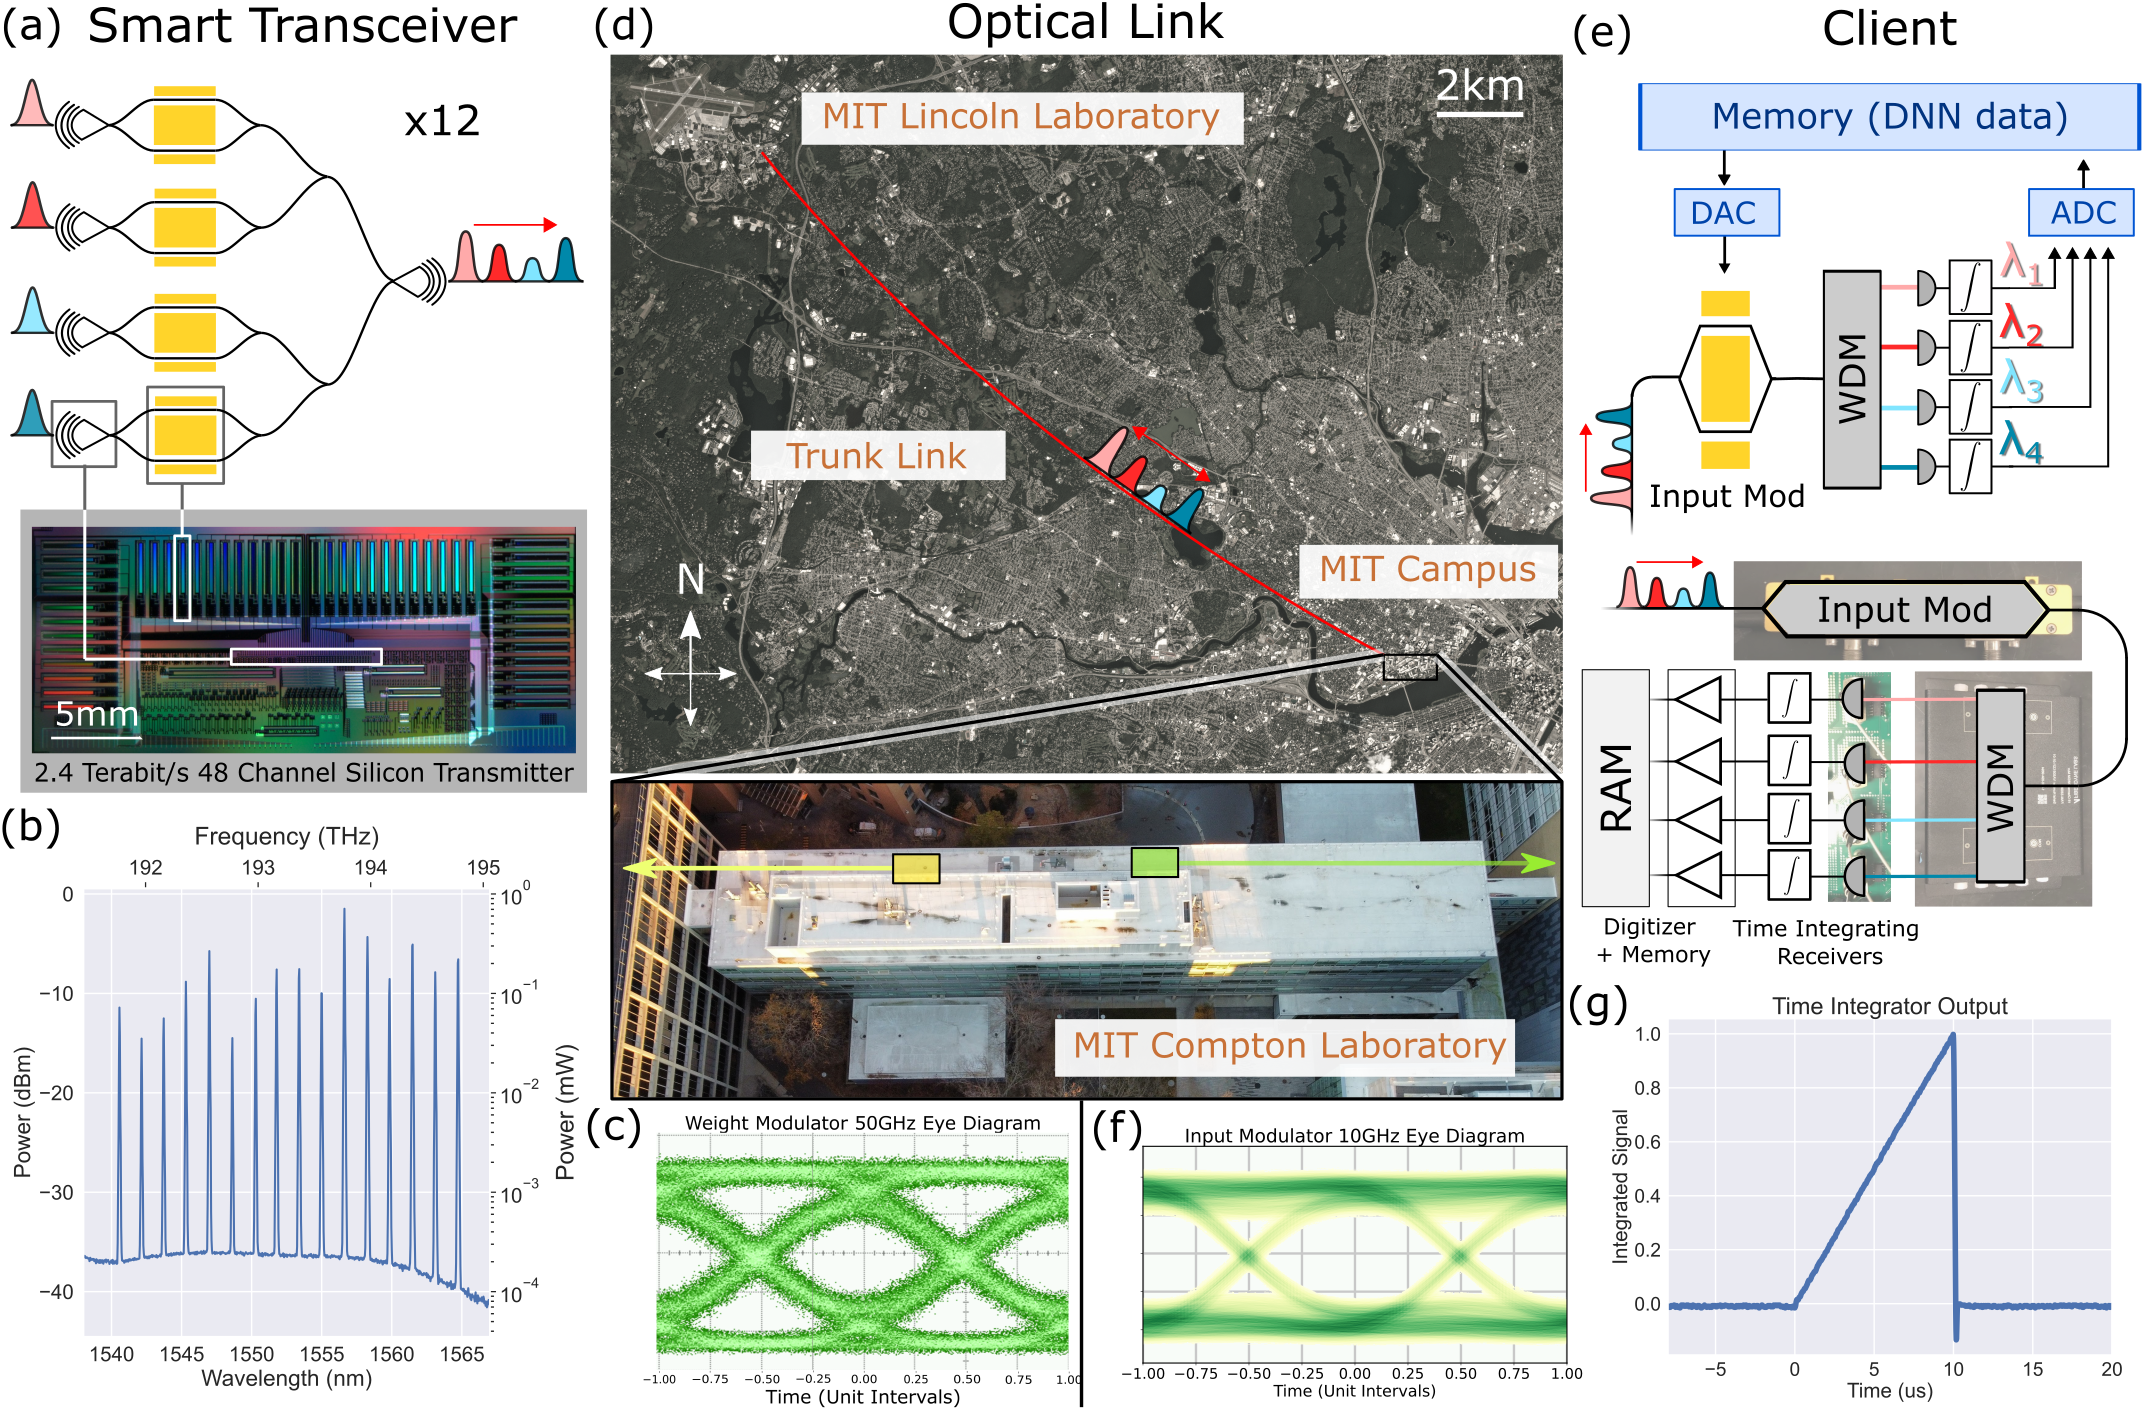 (a) Smart Transceiver
x12
5mm
2.4 Terabit/s 48 Channel Silicon Transmitter
(b)
Frequency (THz)
192 193 194 195
0
−10
−20
−30
−40
Power (dBm)
10⁰
10⁻¹
10⁻²
10⁻³
10⁻⁴
Power (mW)
1540 1545 1550 1555 1560 1565
Wavelength (nm)
(d) Optical Link
2km
MIT Lincoln Laboratory
Trunk Link
MIT Campus
N
MIT Compton Laboratory
(c)
Weight Modulator 50GHz Eye Diagram
−1.00 −0.75 −0.50 −0.25 0.00 0.25 0.50 0.75 1.00
Time (Unit Intervals)
(f)
Input Modulator 10GHz Eye Diagram
−1.00 −0.75 −0.50 −0.25 0.00 0.25 0.50 0.75 1.00
Time (Unit Intervals)
(e) Client
Memory (DNN data)
DAC
ADC
WDM
∫ λ₁
∫ λ₂
∫ λ₃
∫ λ₄
Input Mod
Input Mod
RAM
∫
∫
∫
∫
WDM
Digitizer
+ Memory
Time Integrating
Receivers
(g)
Time Integrator Output
1.0
0.8
0.6
0.4
0.2
0.0
Integrated Signal
−5 0 5 10 15 20
Time (us)